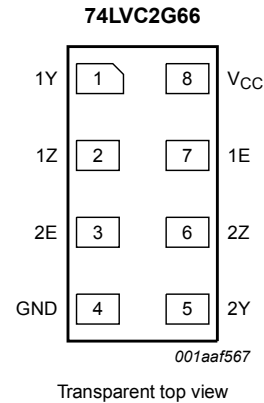 74LVC2G66
1Y 1 8 VCC
1Z 2 7 1E
2E 3 6 2Z
GND 4 5 2Y
001aaf567
Transparent top view